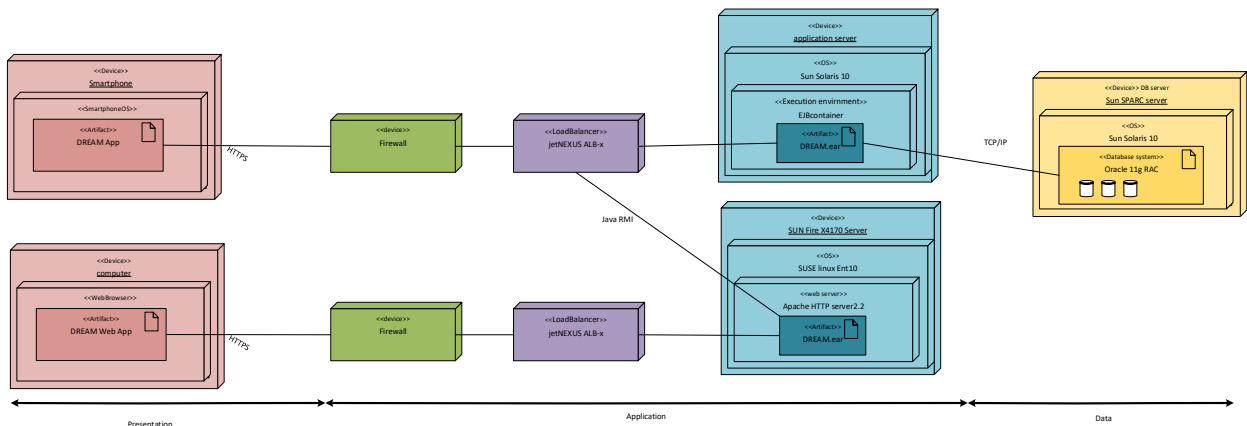 <<Device>>
Smartphone
<<SmartphoneOS>>
<<Artifact>>
DREAM App
HTTPS
<<device>>
Firewall
<<LoadBalancer>
jetNEXUS ALB-x
<<Device>>
application server
<<OS>>
Sun Solaris 10
<<Execution envirnment>>
EJBcontainer
<<Artifact>>
DREAM.ear
TCP/IP
<<Device>> DB server
Sun SPARC server
<<OS>>
Sun Solaris 10
<<Database system>>
Oracle 11g RAC
Java RMI
<<Device>>
computer
<<WebBrowser>>
<<Artifact>>
DREAM Web App
HTTPS
<<device>>
Firewall
<<LoadBalancer>
jetNEXUS ALB-x
<<Device>>
SUN Fire X4170 Server
<<OS>>
SUSE linux Ent10
<<web server>>
Apache HTTP server2.2
<<Artifact>>
DREAM.ear
Presentation
Application
Data